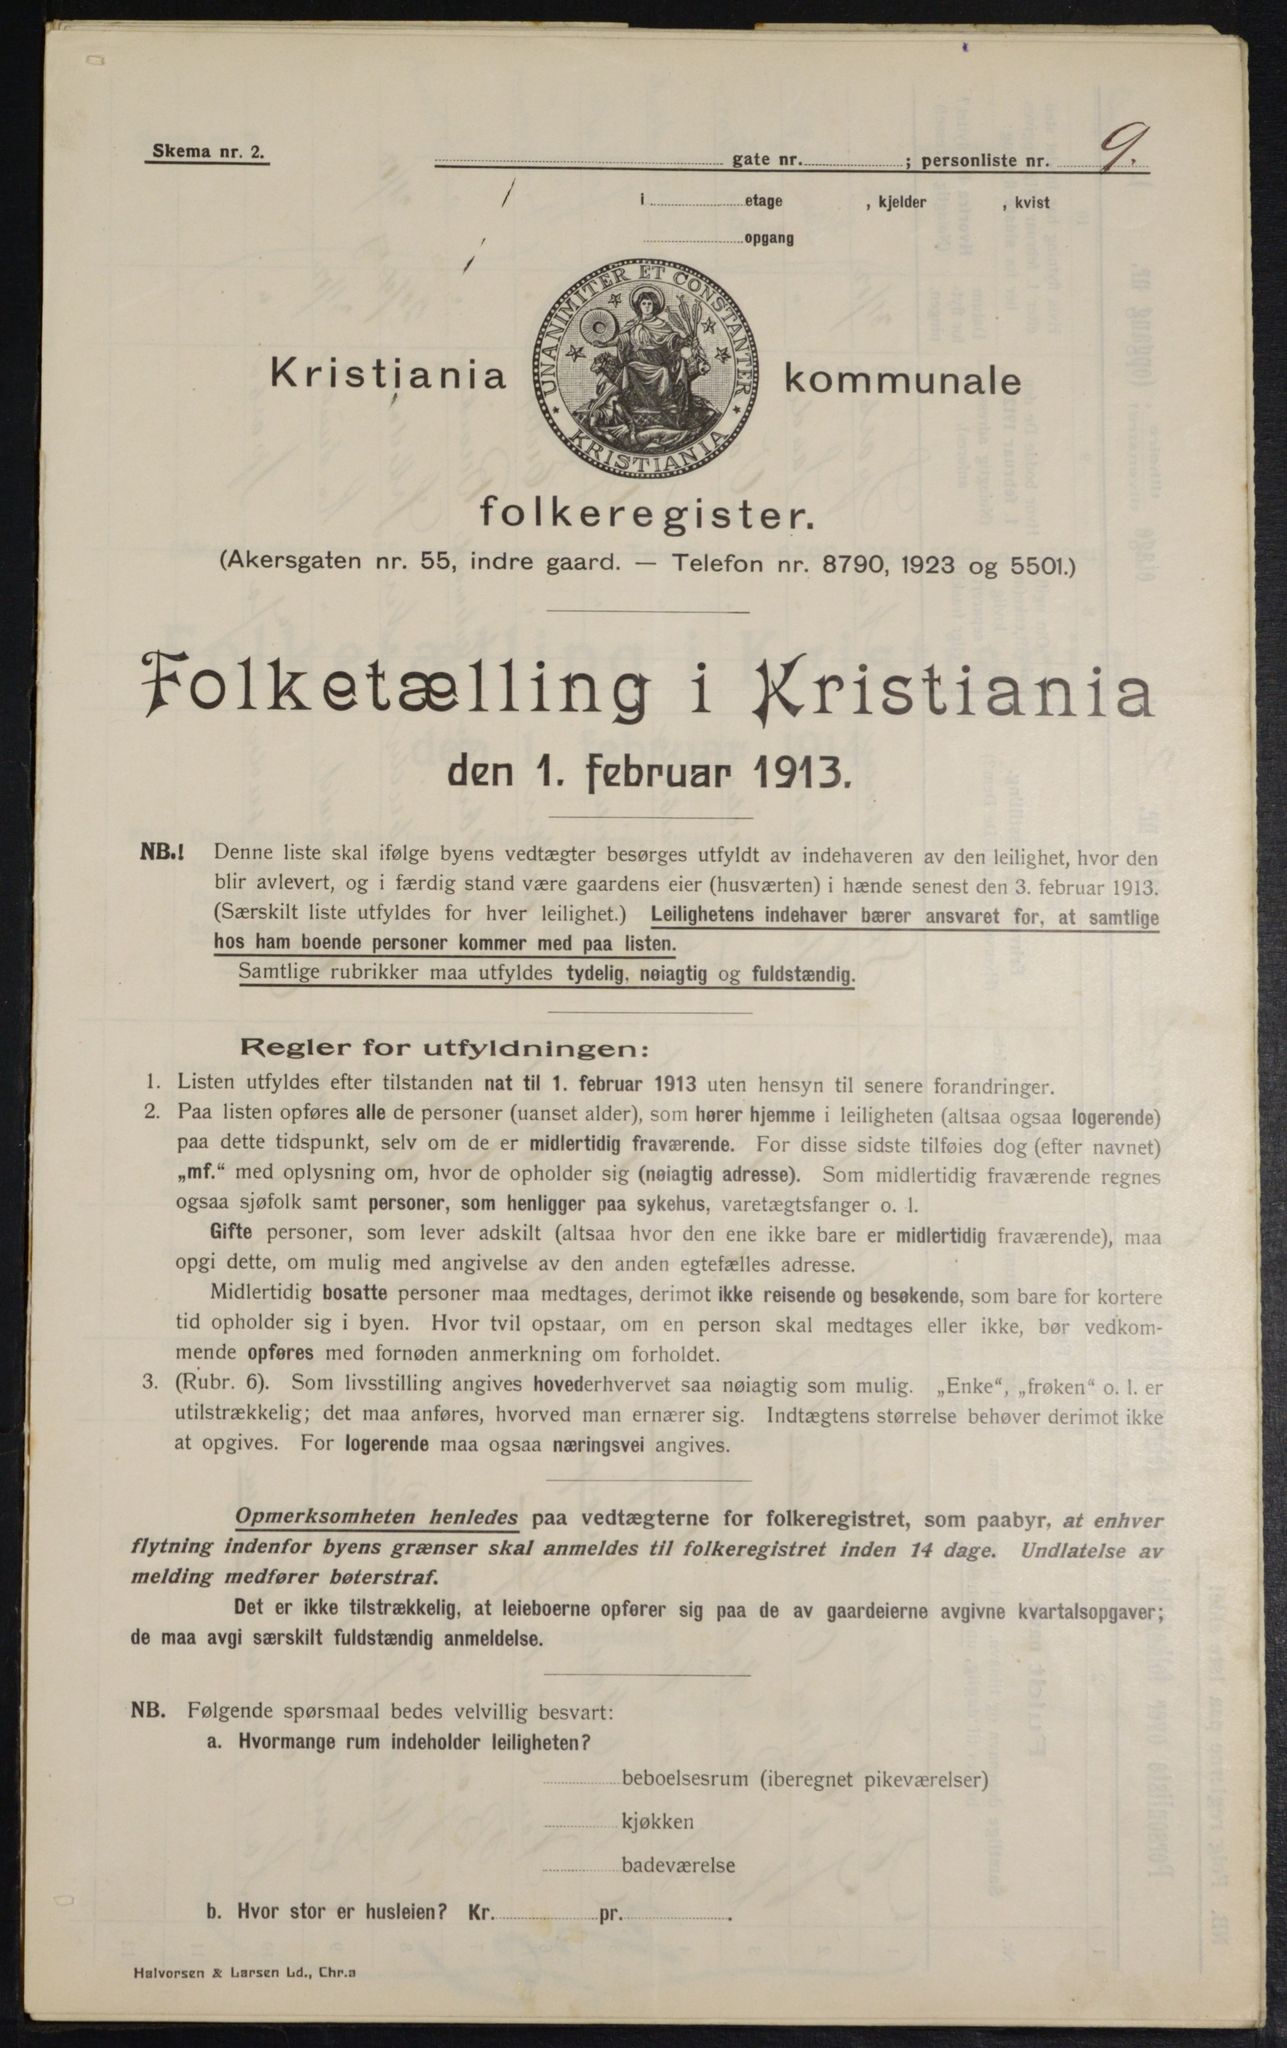 Skema nr. 2.
gate nr. ; personliste nr. 9.
i etage , kjelder , kvist
opgang
UNANIMITER ET CONSTANTER
KRISTIANIA
Kristiania kommunale
folkeregister.
(Akersgaten nr. 55, indre gaard. — Telefon nr. 8790, 1923 og 5501.)
Folketælling i Kristiania
den 1. februar 1913.
NB.! Denne liste skal ifølge byens vedtægter besørges utfyldt av indehaveren av den leilighet, hvor den
blir avlevert, og i færdig stand være gaardens eier (husværten) i hænde senest den 3. februar 1913.
(Særskilt liste utfyldes for hver leilighet.) Leilighetens indehaver bærer ansvaret for, at samtlige
hos ham boende personer kommer med paa listen.
Samtlige rubrikker maa utfyldes tydelig, nøiagtig og fuldstændig.
Regler for utfyldningen:
1. Listen utfyldes efter tilstanden nat til 1. februar 1913 uten hensyn til senere forandringer.
2. Paa listen opføres alle de personer (uanset alder), som hører hjemme i leiligheten (altsaa ogsaa logerende)
paa dette tidspunkt, selv om de er midlertidig fraværende. For disse sidste tilføies dog (efter navnet)
„mf.“ med oplysning om, hvor de opholder sig (nøiagtig adresse). Som midlertidig fraværende regnes
ogsaa sjøfolk samt personer, som henligger paa sykehus, varetægtsfanger o. l.
Gifte personer, som lever adskilt (altsaa hvor den ene ikke bare er midlertidig fraværende), maa
opgi dette, om mulig med angivelse av den anden egtefælles adresse.
Midlertidig bosatte personer maa medtages, derimot ikke reisende og besøkende, som bare for kortere
tid opholder sig i byen. Hvor tvil opstaar, om en person skal medtages eller ikke, bør vedkom-
mende opføres med fornøden anmerkning om forholdet.
3. (Rubr. 6). Som livsstilling angives hovederhvervet saa nøiagtig som mulig. „Enke“, „frøken“ o. l. er
utilstrækkelig; det maa anføres, hvorved man ernærer sig. Indtægtens størrelse behøver derimot ikke
at opgives. For logerende maa ogsaa næringsvei angives.
Opmerksomheten henledes paa vedtægterne for folkeregistret, som paabyr, at enhver
flytning indenfor byens grænser skal anmeldes til folkeregistret inden 14 dage. Undlatelse av
melding medfører bøterstraf.
Det er ikke tilstrækkelig, at leieboerne opfører sig paa de av gaardeierne avgivne kvartalsopgaver;
de maa avgi særskilt fuldstændig anmeldelse.
NB. Følgende spørsmaal bedes velvillig besvart:
a. Hvormange rum indeholder leiligheten?
beboelsesrum (iberegnet pikeværelser)
kjøkken
badeværelse
b. Hvor stor er husleien? Kr. pr. .
Halvorsen & Larsen Ld., Chr.a